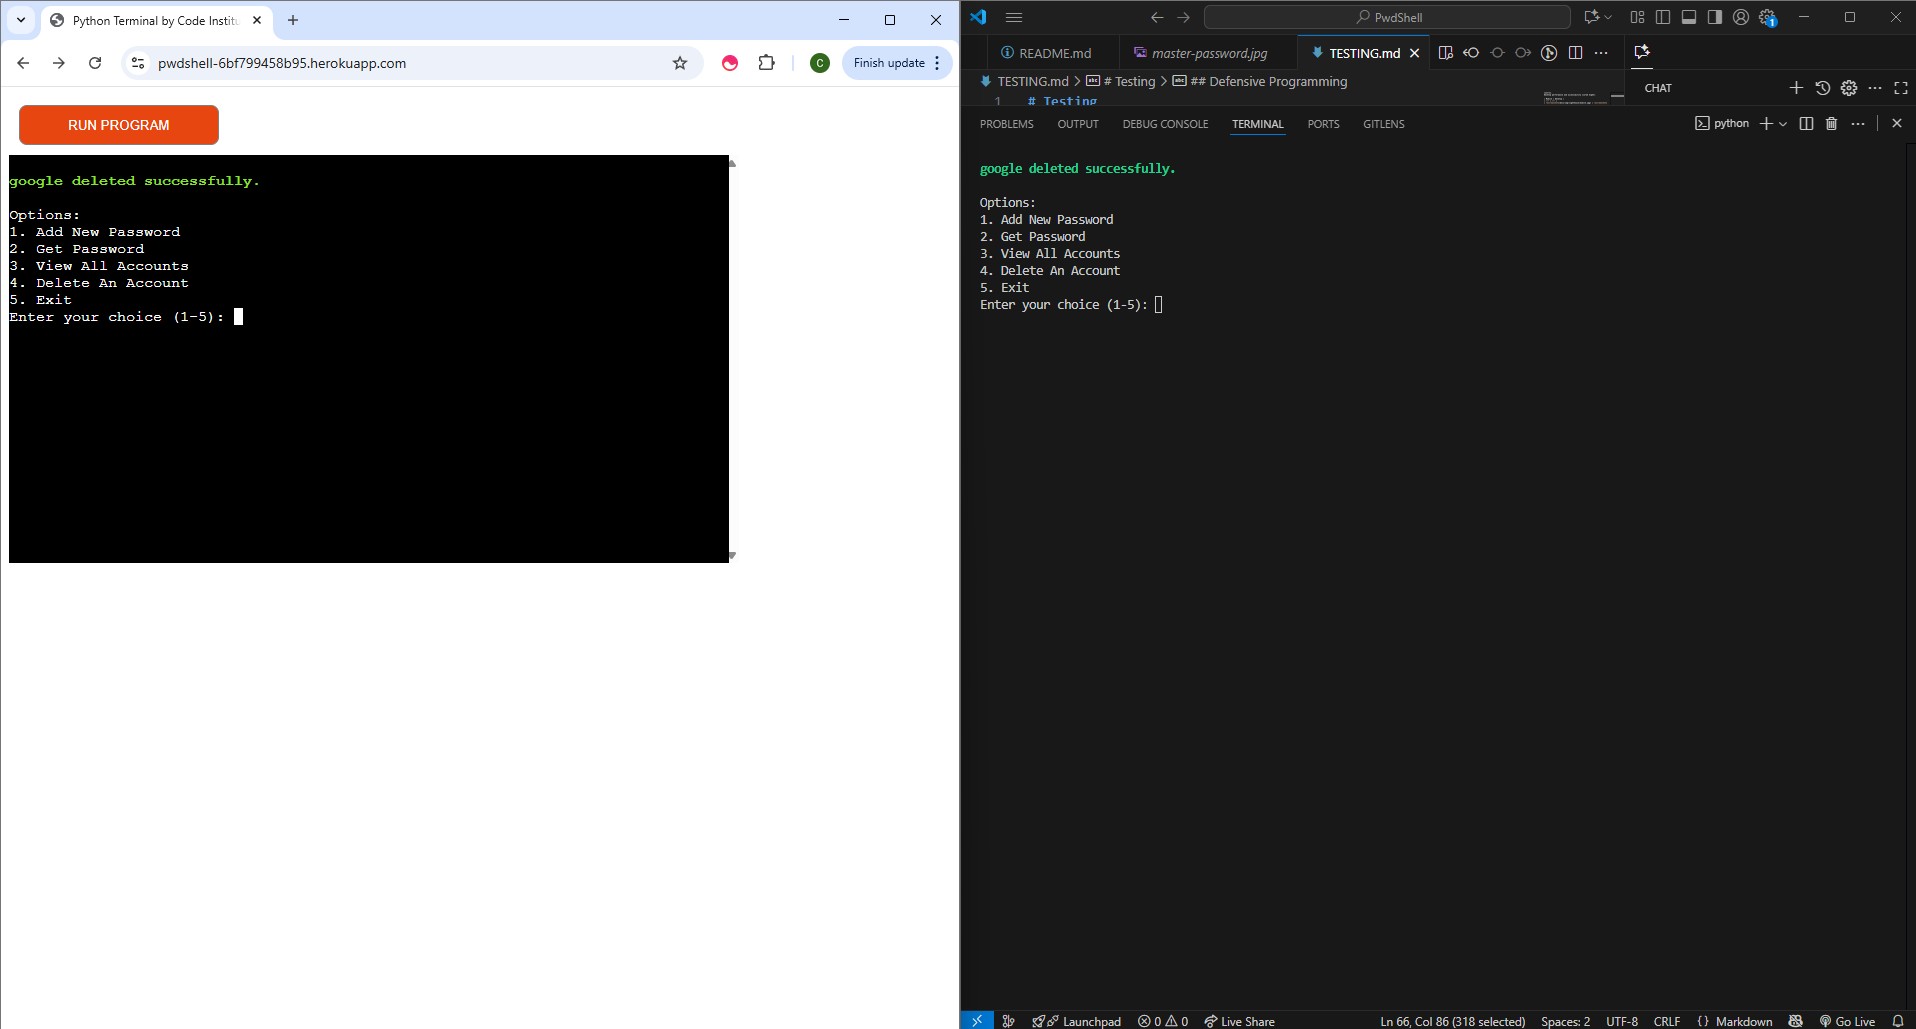 Python Terminal by Code Institu
pwdshell-6bf799458b95.herokuapp.com
C
Finish update
RUN PROGRAM
google deleted successfully.
Options:
1. Add New Password
2. Get Password
3. View All Accounts
4. Delete An Account
5. Exit
Enter your choice (1-5):
PwdShell
1
README.md
master-password.jpg
TESTING.md
TESTING.md > # Testing > ## Defensive Programming
1 # Testing
CHAT
PROBLEMS OUTPUT DEBUG CONSOLE TERMINAL PORTS GITLENS
python
google deleted successfully.
Options:
1. Add New Password
2. Get Password
3. View All Accounts
4. Delete An Account
5. Exit
Enter your choice (1-5):
Launchpad 0 0 Live Share Ln 66, Col 86 (318 selected) Spaces: 2 UTF-8 CRLF {} Markdown Go Live